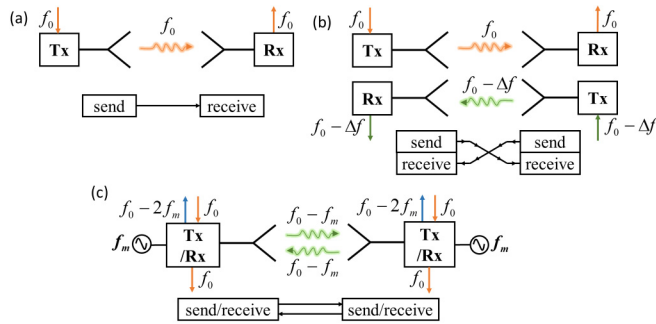 (a)
f₀
f₀
f₀
Tx
Rx
send
receive
(b)
f₀
f₀
f₀
Tx
Rx
f₀ − Δf
Rx
Tx
f₀ − Δf
f₀ − Δf
send
send
receive
receive
(c)
f₀ − 2fₘ
f₀
f₀ − 2fₘ
f₀
f₀ − fₘ
fₘ
Tx
/Rx
Tx
/Rx
fₘ
f₀ − fₘ
f₀
f₀
send/receive
send/receive